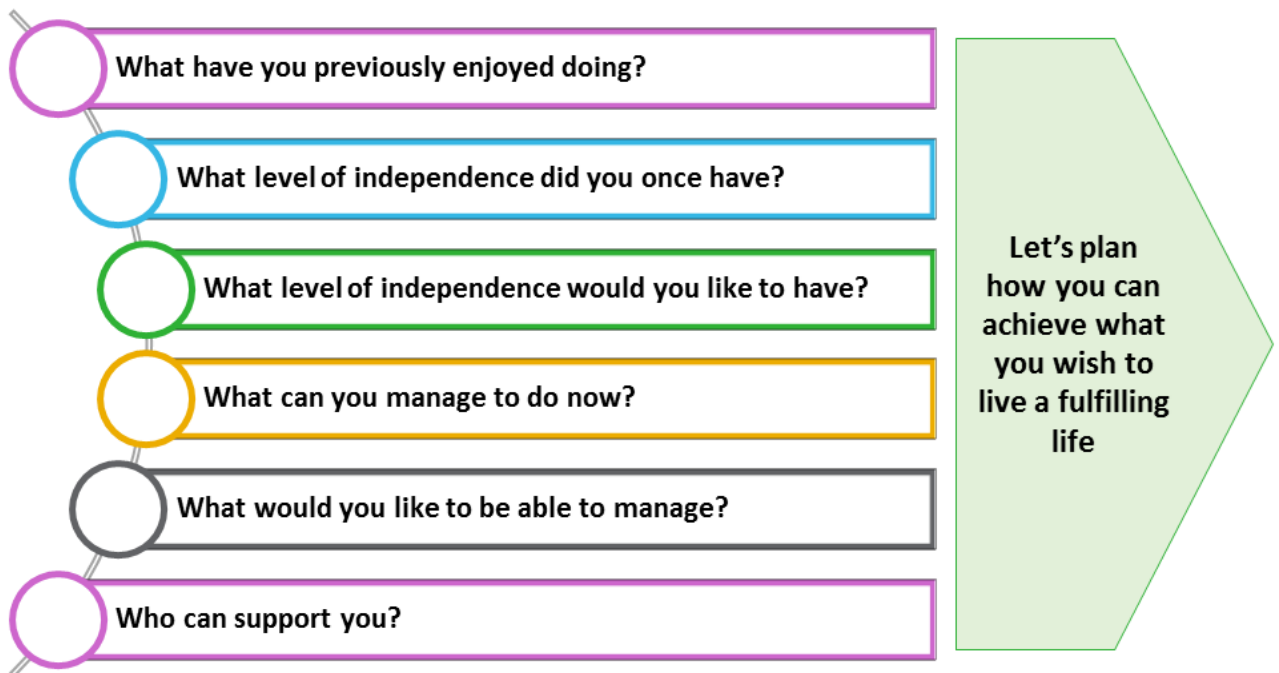 What have you previously enjoyed doing?
What level of independence did you once have?
What level of independence would you like to have?
What can you manage to do now?
What would you like to be able to manage?
Who can support you?
Let's plan
how you can
achieve what
you wish to
live a fulfilling
life